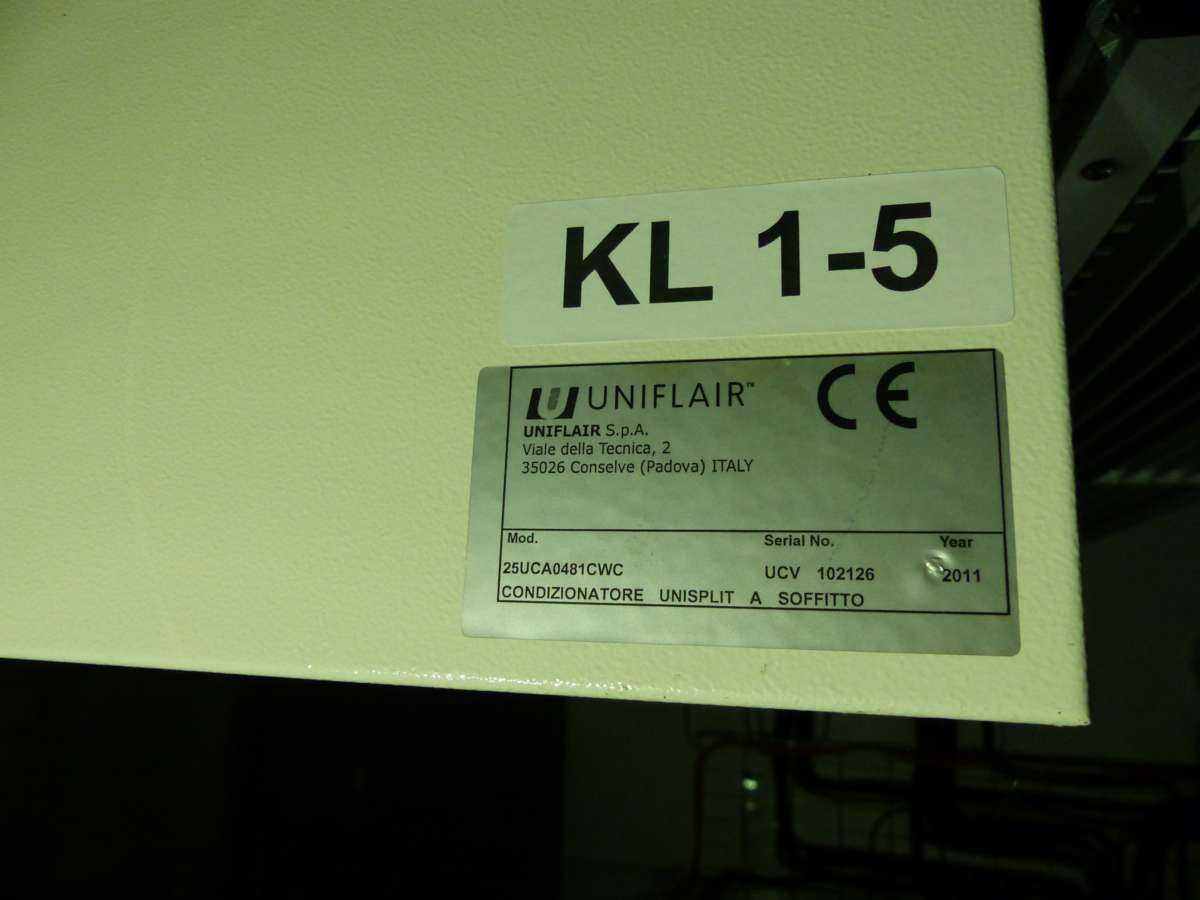 KL 1-5
UNIFLAIR™ CE
UNIFLAIR S.p.A.
Viale della Tecnica, 2
35026 Conselve (Padova) ITALY
Mod. Serial No. Year
25UCA0481CWC UCV 102126 2011
CONDIZIONATORE UNISPLIT A SOFFITTO